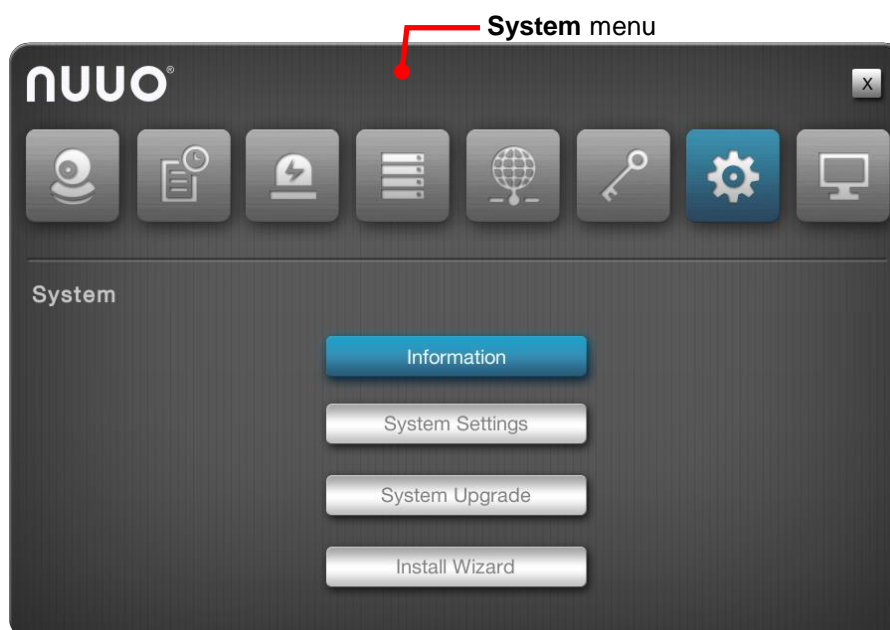 System menu
nuuo®
X
System
Information
System Settings
System Upgrade
Install Wizard